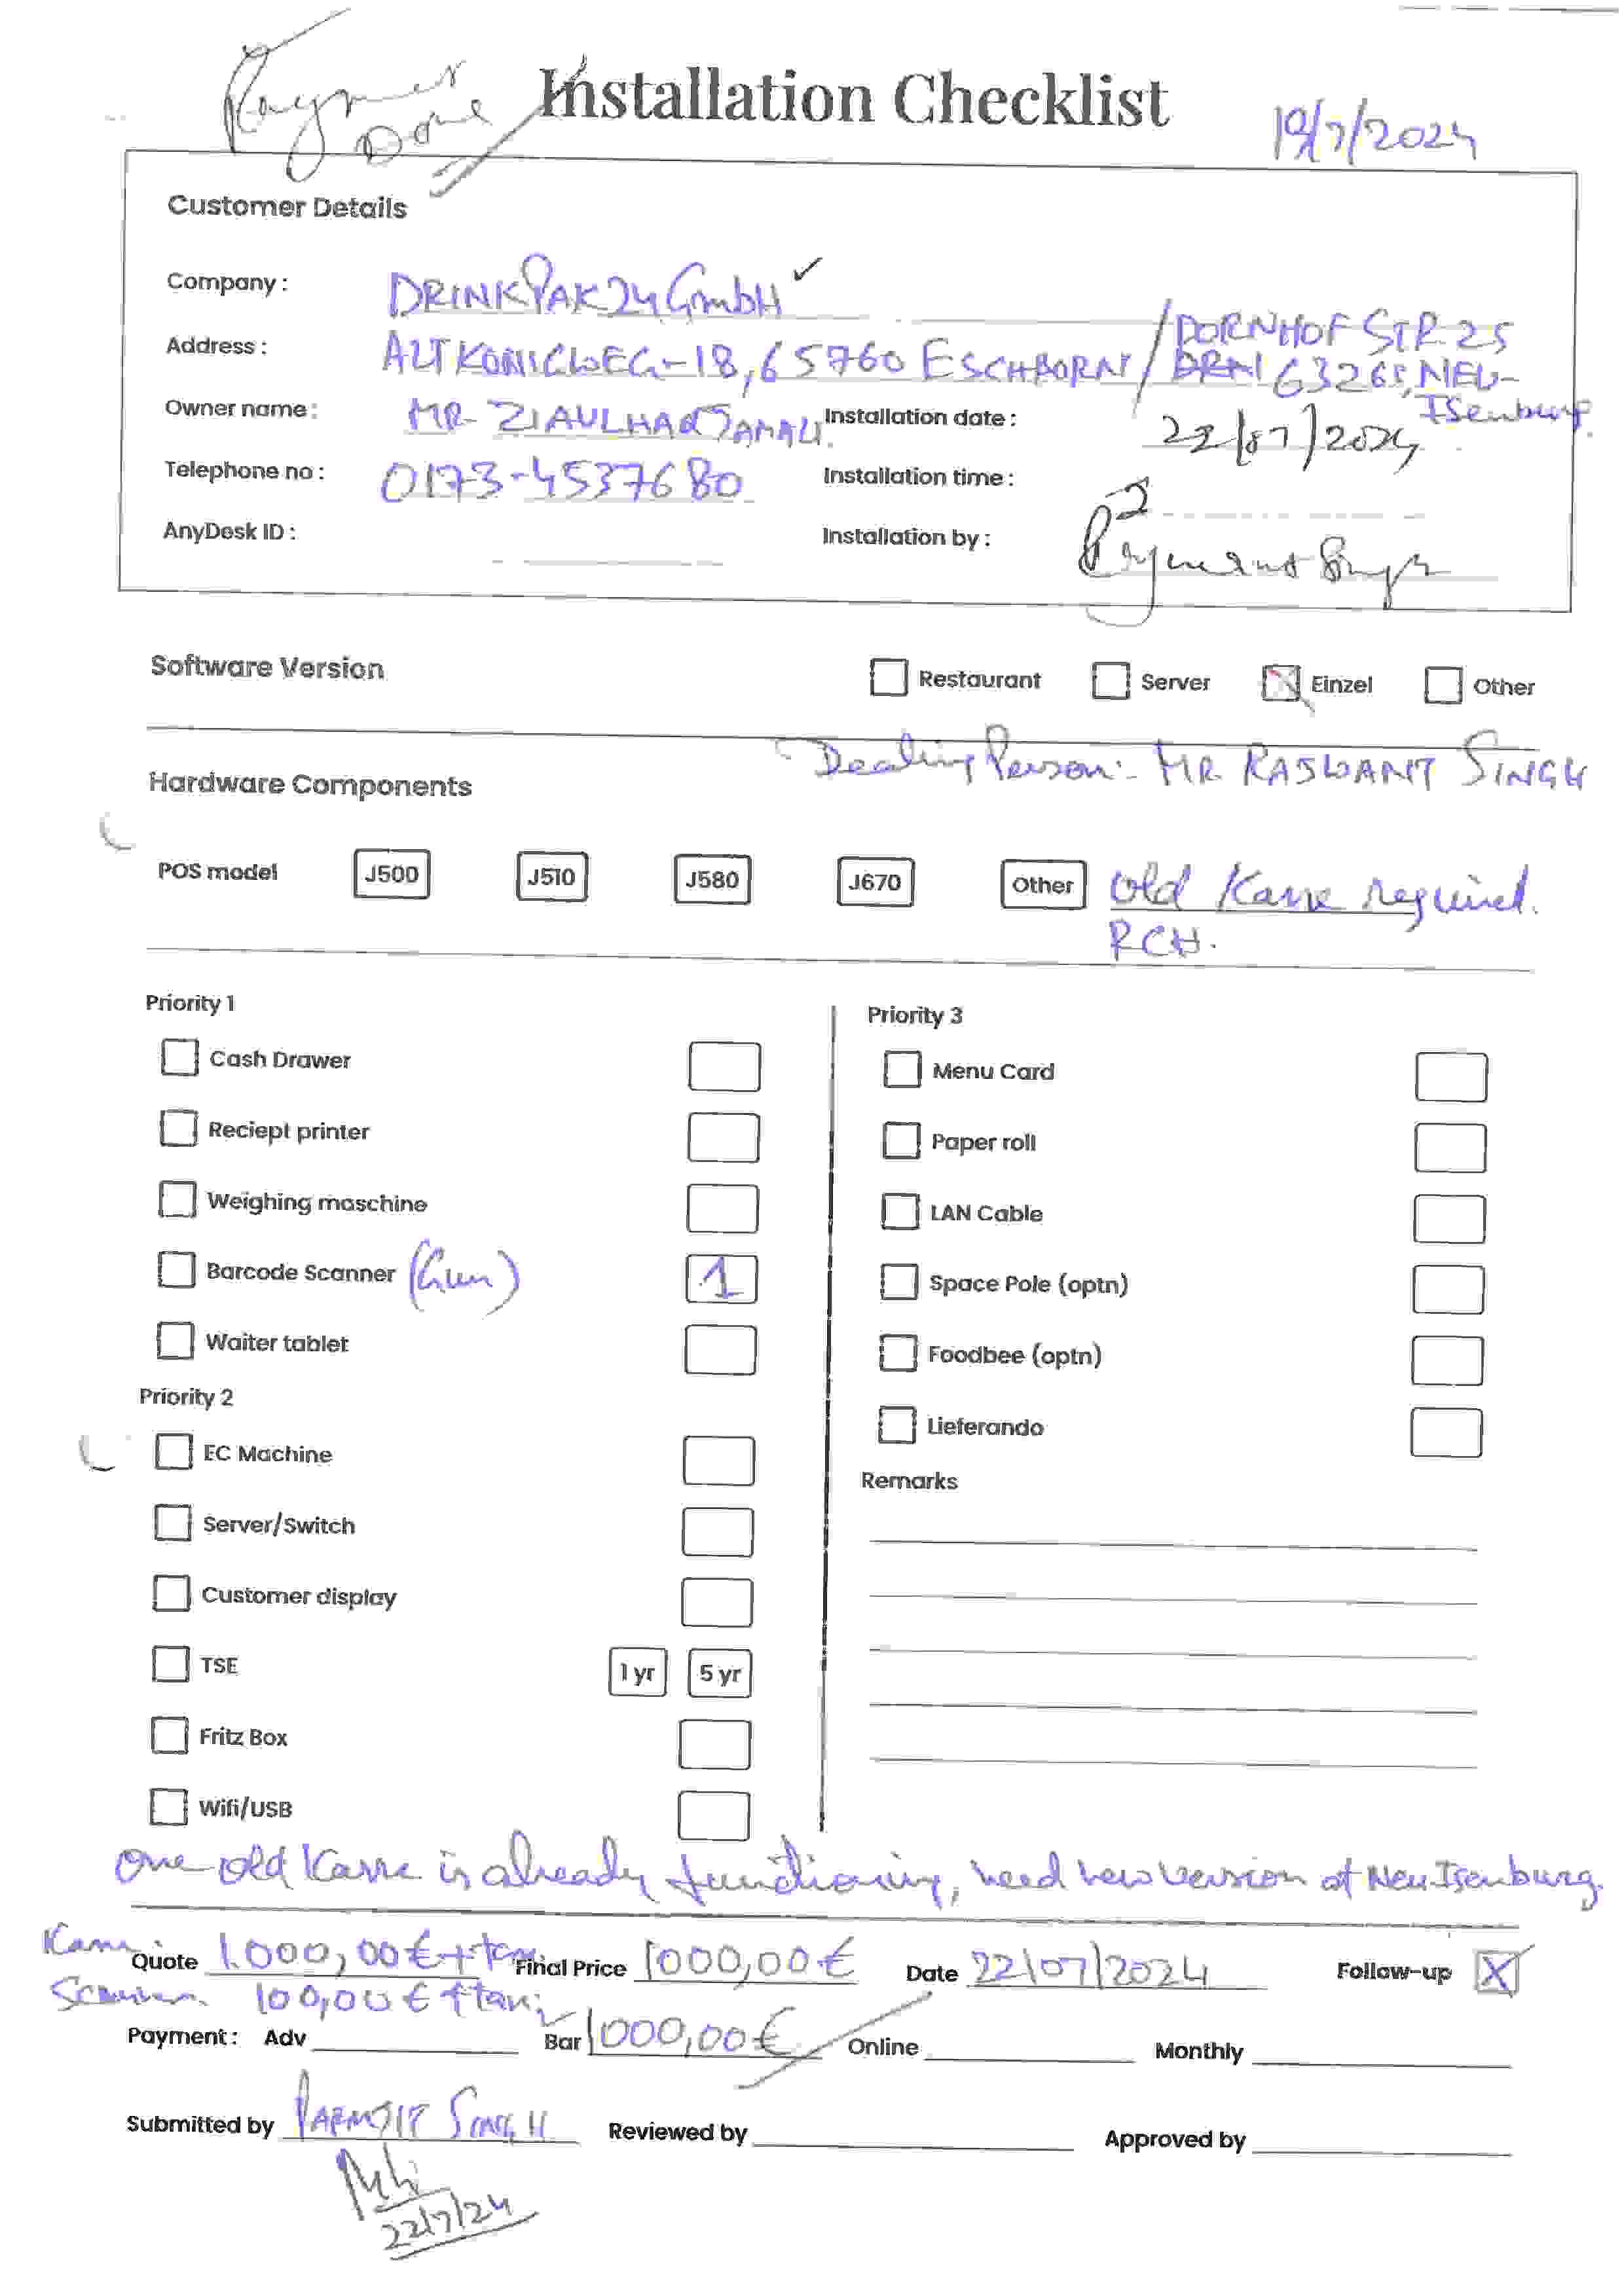 Payment Done
Installation Checklist
19/7/2024
Customer Details
Company : DRINKPAK24 GmbH ✓
Address : ALTKÖNIGWEG-18, 65760 ESCHBORN / DORNHOF STR 25
63265, NEU-
Isenburg.
Owner name : MR ZIAULHAQ JAMALI. Installation date : 22/07/2024
Telephone no : 0173-4537680 Installation time :
AnyDesk ID : Installation by : Singh
Software Version Restaurant Server Einzel Other
Dealing Person:- MR RASWANT SINGH
Hardware Components
POS model J500 J510 J580 J670 Other old Kasse required.
RCH.
Priority 1
Cash Drawer
Reciept printer
Weighing maschine
Barcode Scanner (Gun) 1
Waiter tablet
Priority 2
EC Machine
Server/Switch
Customer display
TSE 1 yr 5 yr
Fritz Box
Wifi/USB
Priority 3
Menu Card
Paper roll
LAN Cable
Space Pole (optn)
Foodbee (optn)
Lieferando
Remarks
One old Kasse is already functioning, need new version at Neu-Isenburg.
Kasse: Quote 1.000,00 € + tax Final Price 1000,00 € Date 22/07/2024 Follow-up X
Scanner 100,00 € + tax
Payment : Adv Bar 1000,00 € Online Monthly
Submitted by PARMJIT SINGH Reviewed by Approved by
22/7/24